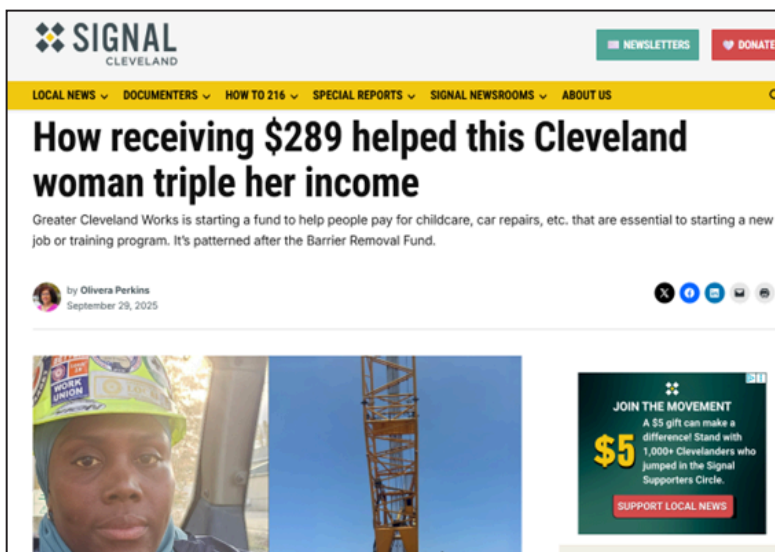 SIGNAL
CLEVELAND
NEWSLETTERS
DONATE
LOCAL NEWS
DOCUMENTERS
HOW TO 216
SPECIAL REPORTS
SIGNAL NEWSROOMS
ABOUT US
How receiving $289 helped this Cleveland
woman triple her income
Greater Cleveland Works is starting a fund to help people pay for childcare, car repairs, etc. that are essential to starting a new
job or training program. It's patterned after the Barrier Removal Fund.
by Olivera Perkins
September 29, 2025
WORK
UNION
JOIN THE MOVEMENT
$5
A $5 gift can make a
difference! Stand with
1,000+ Clevelanders who
jumped in the Signal
Supporters Circle.
SUPPORT LOCAL NEWS